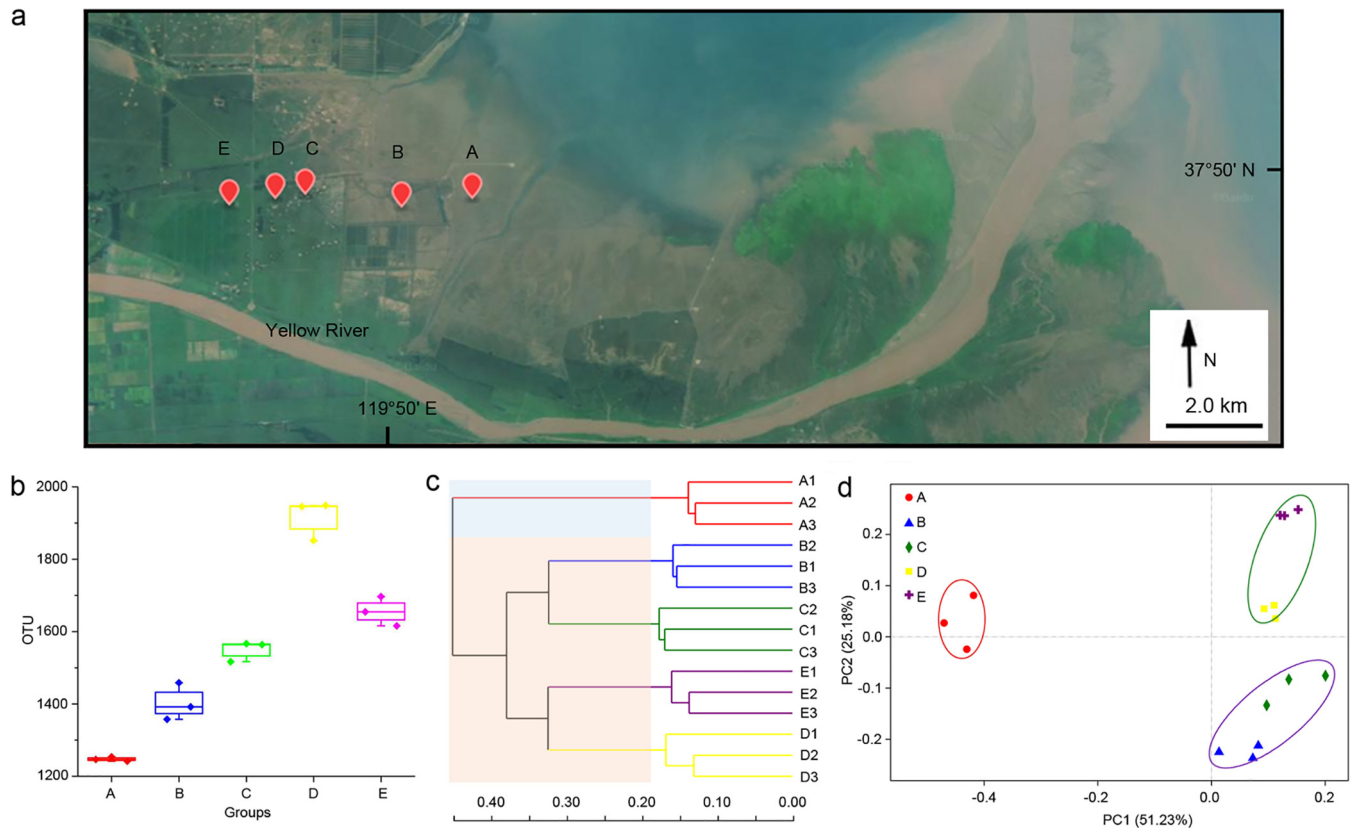 a
E D C B A
37°50' N
Yellow River
119°50' E
N
2.0 km
b
2000
1800
1600
1400
1200
OTU
A B C D E
Groups
c
A1
A2
A3
B2
B1
B3
C2
C1
C3
E1
E2
E3
D1
D2
D3
0.40 0.30 0.20 0.10 0.00
d
A
B
C
D
E
0.2
0.1
0.0
-0.1
-0.2
PC2 (25.18%)
-0.4 -0.2 0.0 0.2
PC1 (51.23%)